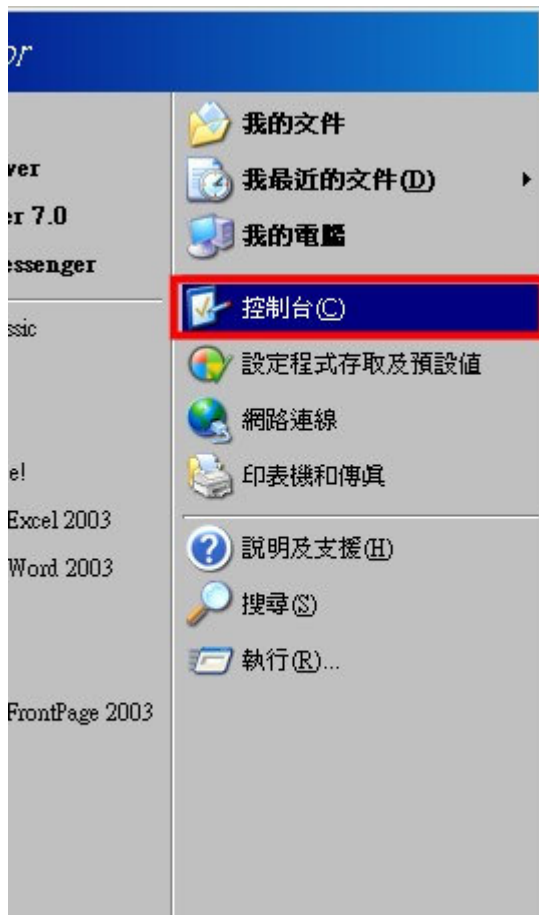 or
ver
er 7.0
essenger
ssic
e!
Excel 2003
Word 2003
FrontPage 2003
我的文件
我最近的文件(D)
我的電腦
控制台(C)
設定程式存取及預設值
網路連線
印表機和傳真
說明及支援(H)
搜尋(S)
執行(R)...